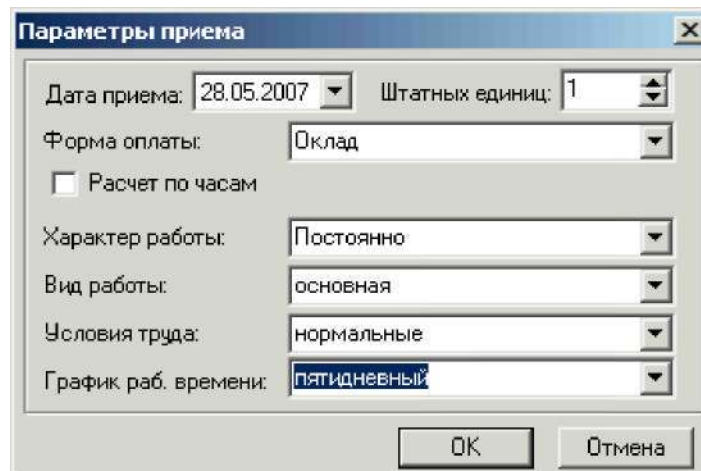 Параметры приема
Дата приема: 28.05.2007 Штатных единиц: 1
Форма оплаты: Оклад
Расчет по часам
Характер работы: Постоянно
Вид работы: основная
Условия труда: нормальные
График раб. времени: пятидневный
ОК Отмена